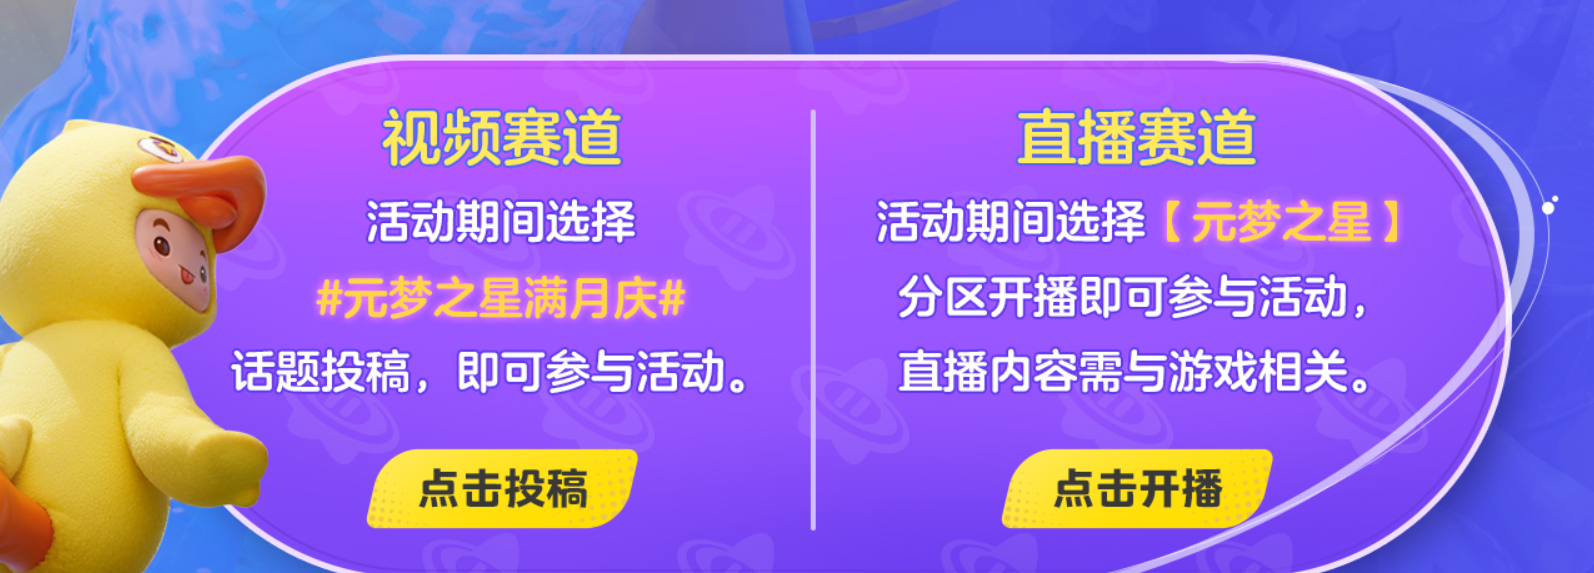 视频赛道
活动期间选择
#元梦之星满月庆#
话题投稿，即可参与活动。
点击投稿
直播赛道
活动期间选择【元梦之星】
分区开播即可参与活动，
直播内容需与游戏相关。
点击开播